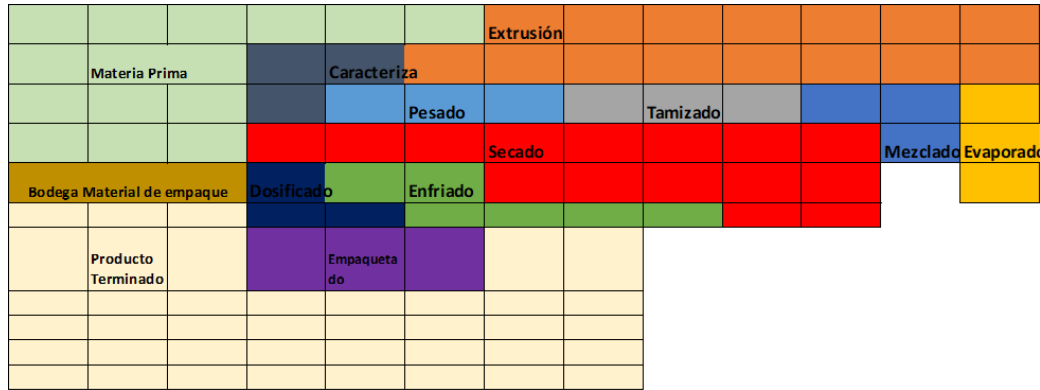 Extrusión
Materia Prima
Caracteriza
Pesado
Tamizado
Secado
Mezclado
Evaporado
Bodega Material de empaque
Dosificado
Enfriado
Producto
Terminado
Empaqueta
do